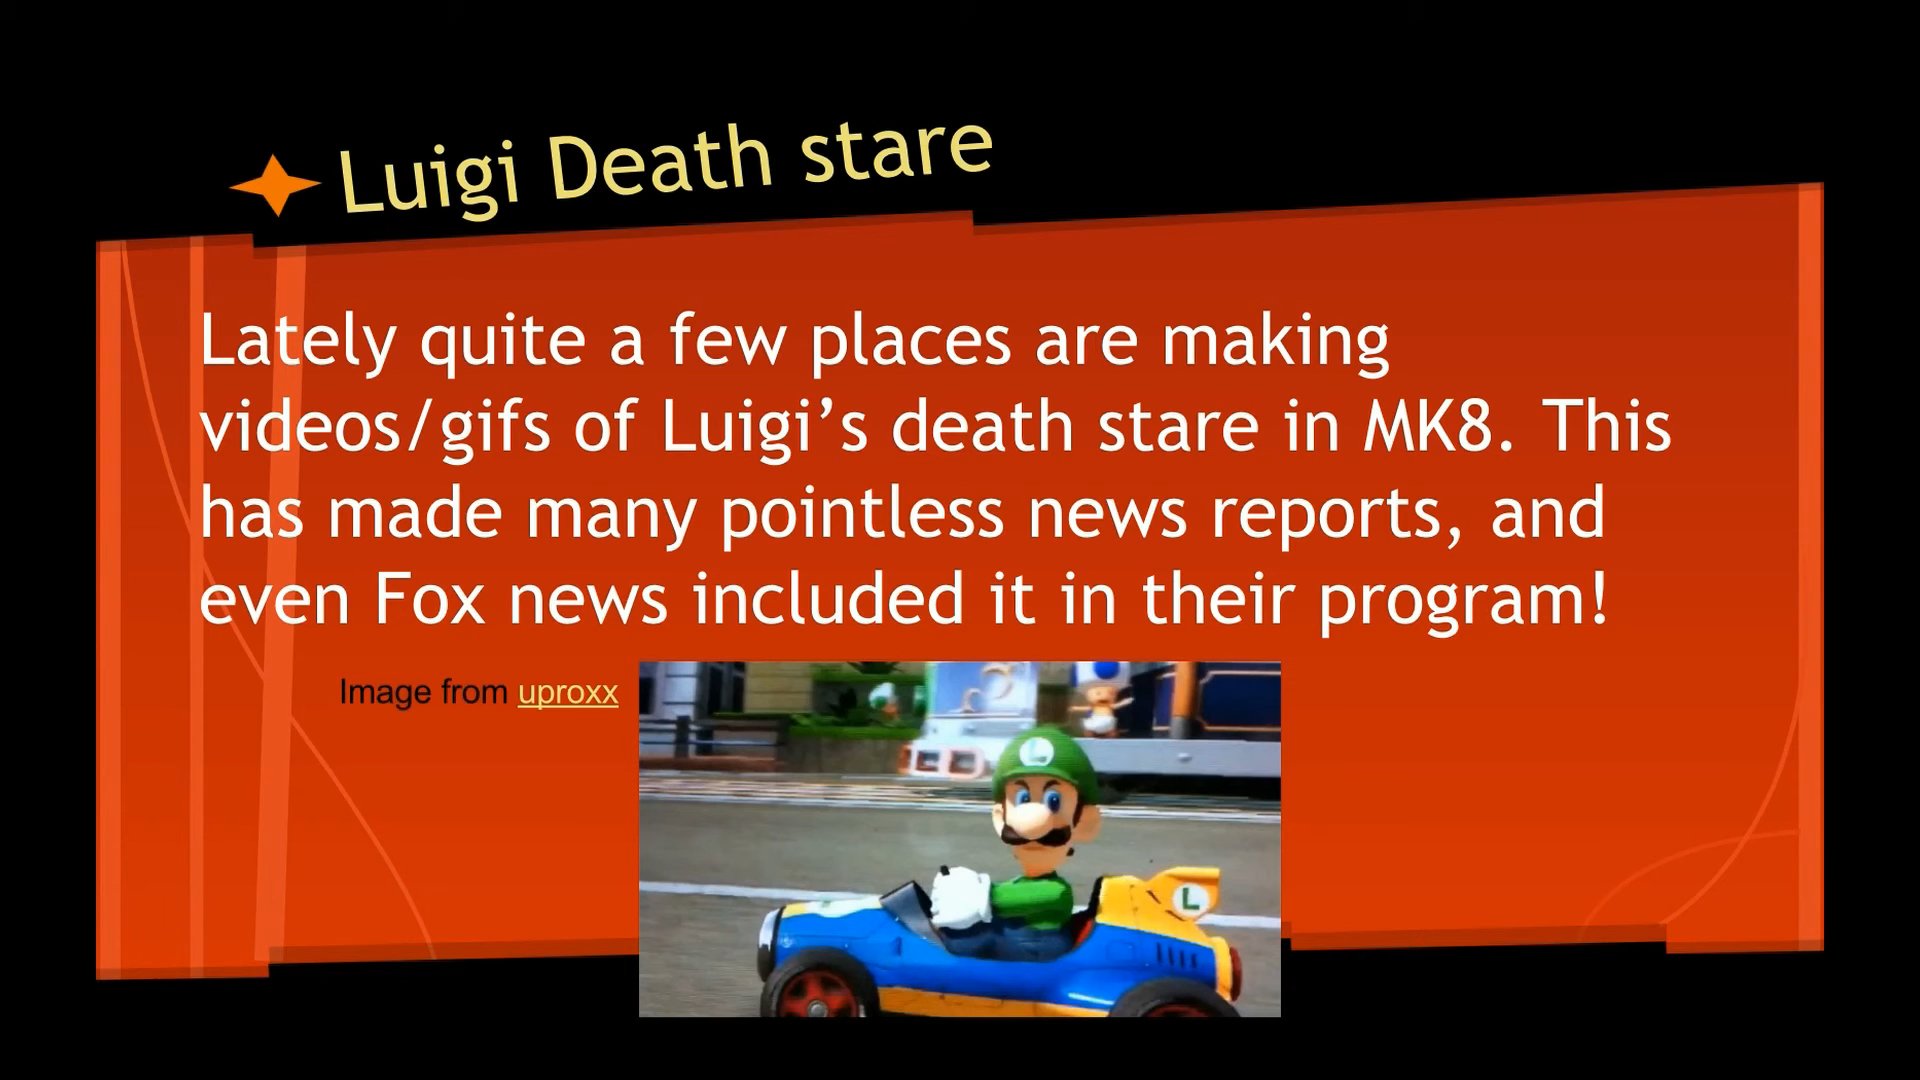 Luigi Death stare
Lately quite a few places are making
videos/gifs of Luigi’s death stare in MK8. This
has made many pointless news reports, and
even Fox news included it in their program!
Image from uproxx
L
L